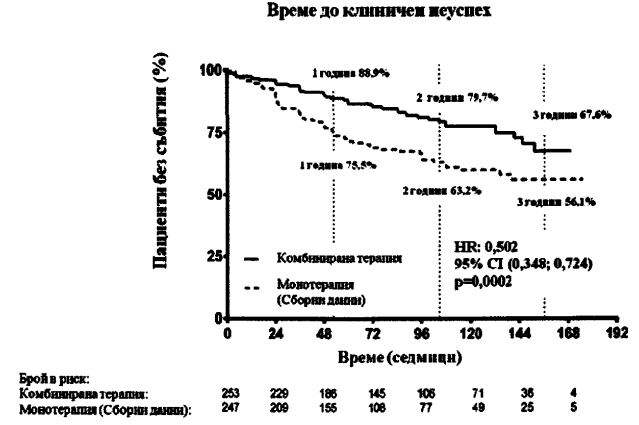 Време до клиничен неуспех
Пациенти без събития (%)
100
75
50
25
0
1 година 88,9%
2 години 79,7%
3 години 67,6%
1 година 75,5%
2 години 63,2%
3 години 56,1%
Комбинирана терапия
Монотерапия
(Сборни данни)
HR: 0,502
95% CI (0,348; 0,724)
p=0,0002
0 24 48 72 96 120 144 168 192
Време (седмици)
Брой в риск:
Комбинирана терапия: 253 229 186 145 106 71 36 4
Монотерапия (Сборни данни): 247 209 155 108 77 49 25 5